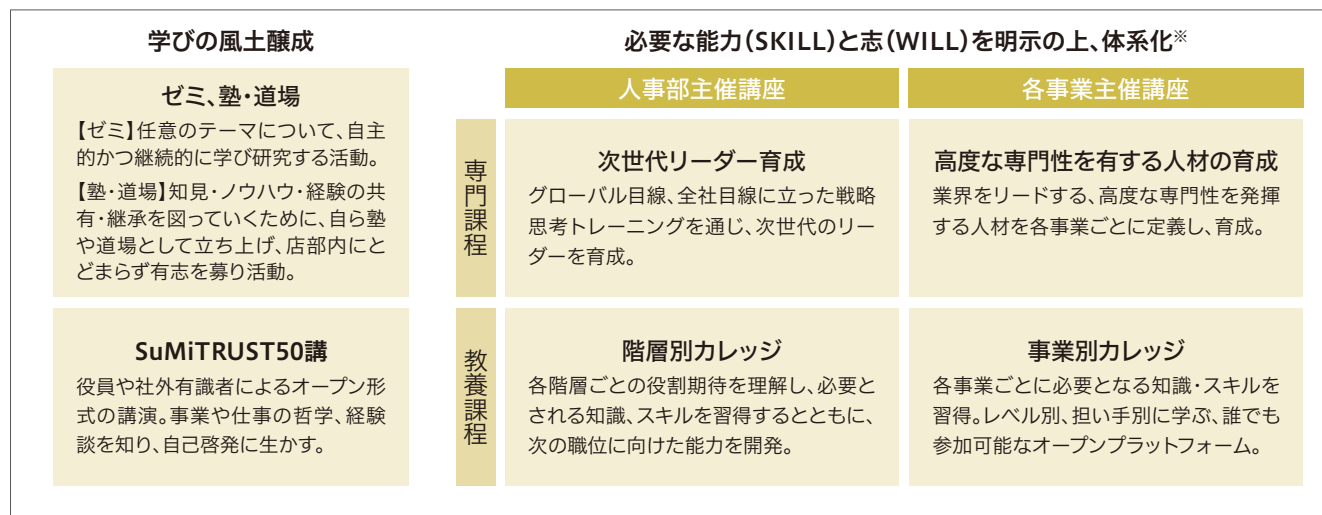 学びの風土醸成
ゼミ、塾・道場
【ゼミ】任意のテーマについて、自主
的かつ継続的に学び研究する活動。
【塾・道場】知見・ノウハウ・経験の共
有・継承を図っていくために、自ら塾
や道場として立ち上げ、店部内にと
どまらず有志を募り活動。
SuMiTRUST50講
役員や社外有識者によるオープン形
式の講演。事業や仕事の哲学、経験
談を知り、自己啓発に生かす。
必要な能力(SKILL)と志(WILL)を明示の上、体系化※
人事部主催講座
各事業主催講座
専門課程
次世代リーダー育成
グローバル目線、全社目線に立った戦略
思考トレーニングを通じ、次世代のリー
ダーを育成。
高度な専門性を有する人材の育成
業界をリードする、高度な専門性を発揮
する人材を各事業ごとに定義し、育成。
教養課程
階層別カレッジ
各階層ごとの役割期待を理解し、必要と
される知識、スキルを習得するとともに、
次の職位に向けた能力を開発。
事業別カレッジ
各事業ごとに必要となる知識・スキルを
習得。レベル別、担い手別に学ぶ、誰でも
参加可能なオープンプラットフォーム。